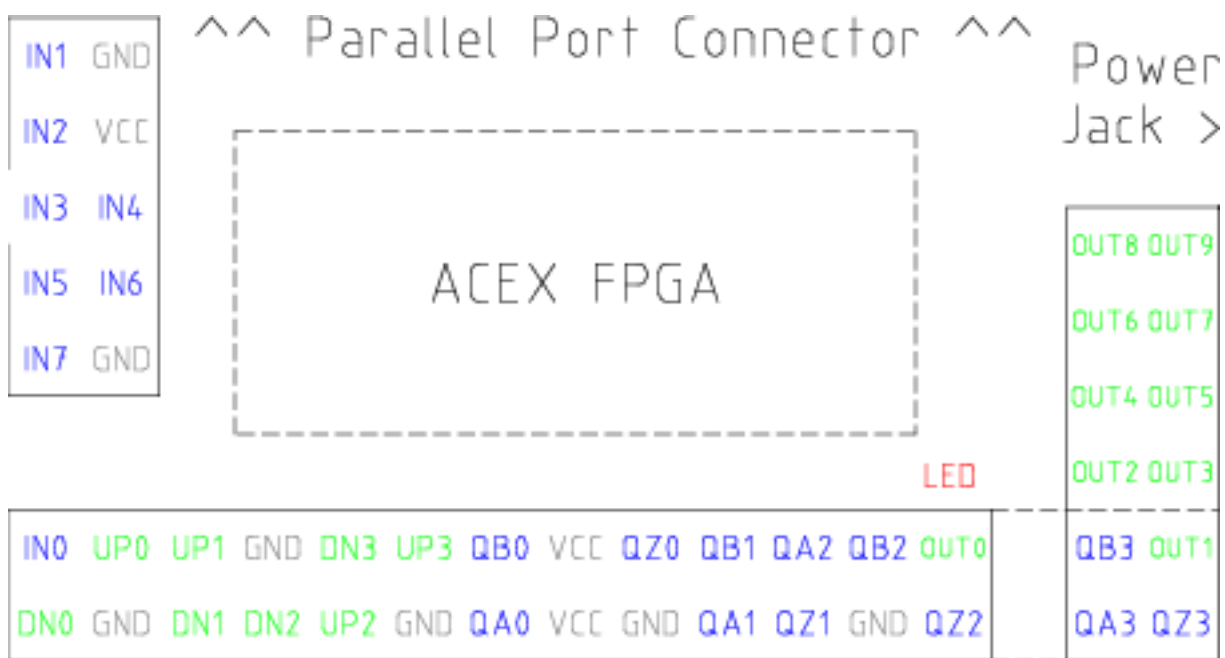 ^^ Parallel Port Connector ^^
Power
Jack >
IN1 GND
IN2 VCC
IN3 IN4
IN5 IN6
IN7 GND
ACEX FPGA
OUT8 OUT9
OUT6 OUT7
OUT4 OUT5
OUT2 OUT3
LED
IN0 UP0 UP1 GND DN3 UP3 QB0 VCC QZ0 QB1 QA2 QB2 OUT0 QB3 OUT1
DN0 GND DN1 DN2 UP2 GND QA0 VCC GND QA1 QZ1 GND QZ2 QA3 QZ3